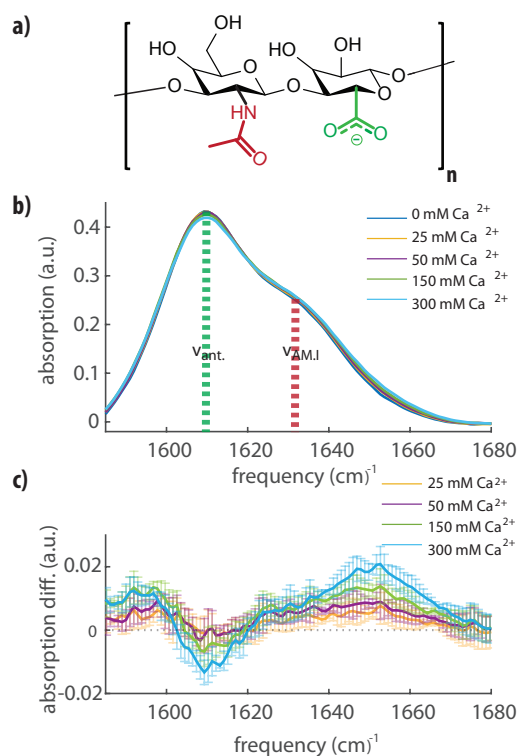 a)
OH
OH
HO
OH
HO
O
O
O
O
O
O
HN
O
O
O
⊖
n
b)
0.4
0.3
0.2
0.1
0
absorption (a.u.)
0 mM Ca 2+
25 mM Ca 2+
50 mM Ca 2+
150 mM Ca 2+
300 mM Ca 2+
νant.
νAM.I
1600 1620 1640 1660 1680
frequency (cm)-1
c)
25 mM Ca2+
50 mM Ca2+
150 mM Ca2+
300 mM Ca2+
0.02
0
-0.02
absorption diff. (a.u.)
1600 1620 1640 1660 1680
frequency (cm)-1